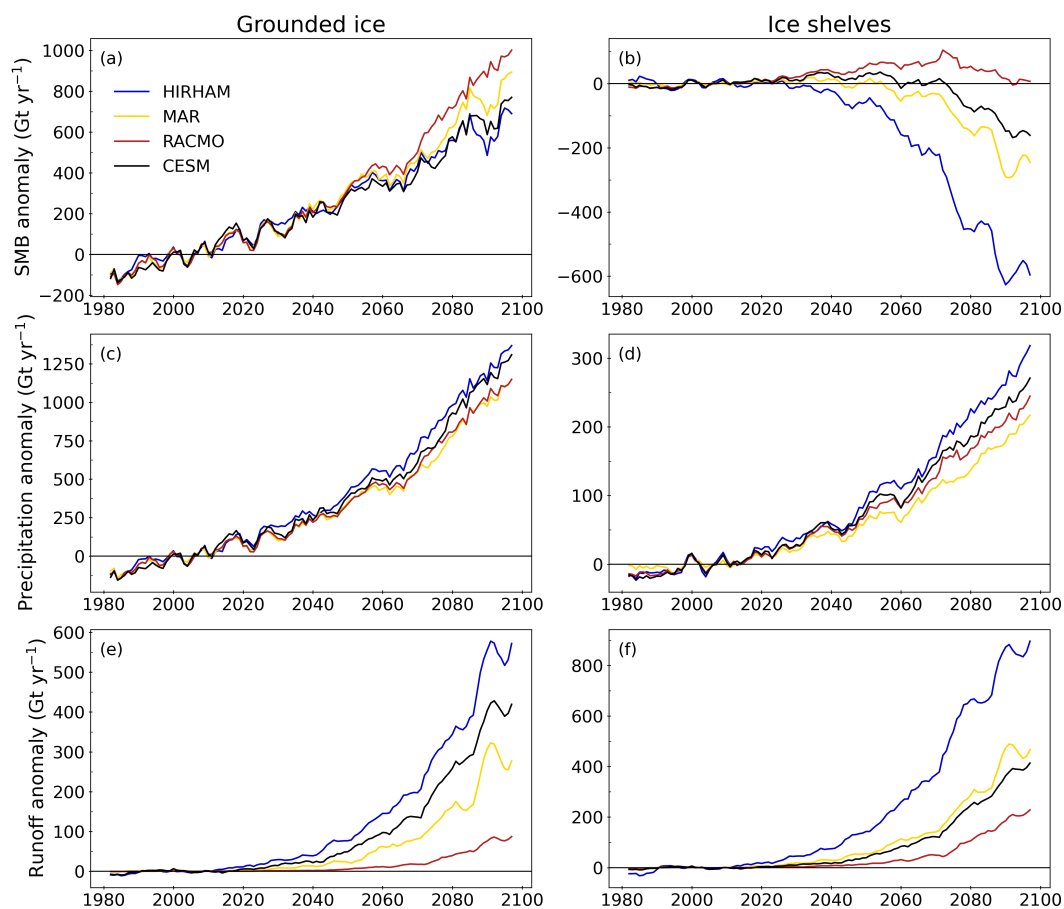 Grounded ice
Ice shelves
SMB anomaly (Gt yr⁻¹)
1000
800
600
400
200
0
−200
(a)
HIRHAM
MAR
RACMO
CESM
1980 2000 2020 2040 2060 2080 2100
(b)
0
−200
−400
−600
1980 2000 2020 2040 2060 2080 2100
Precipitation anomaly (Gt yr⁻¹)
(c)
1250
1000
750
500
250
0
1980 2000 2020 2040 2060 2080 2100
(d)
300
200
100
0
1980 2000 2020 2040 2060 2080 2100
Runoff anomaly (Gt yr⁻¹)
600
(e)
500
400
300
200
100
0
1980 2000 2020 2040 2060 2080 2100
(f)
800
600
400
200
0
1980 2000 2020 2040 2060 2080 2100